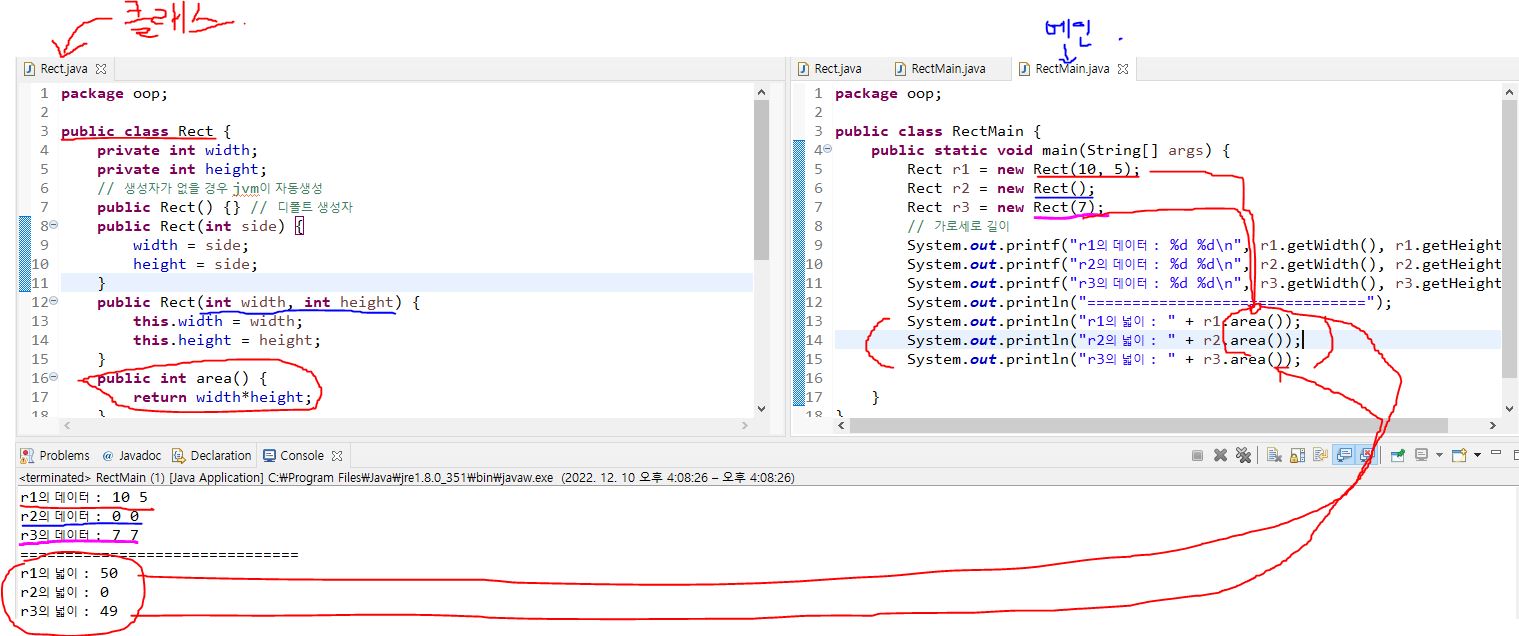 클래스.
메인.
Rect.java
1 package oop;
2
3 public class Rect {
4 private int width;
5 private int height;
6 // 생성자가 없을 경우 jvm이 자동생성
7 public Rect() {} // 디폴트 생성자
8 public Rect(int side) {
9 width = side;
10 height = side;
11 }
12 public Rect(int width, int height) {
13 this.width = width;
14 this.height = height;
15 }
16 public int area() {
17 return width*height;
18 }
Rect.java RectMain.java RectMain.java
1 package oop;
2
3 public class RectMain {
4 public static void main(String[] args) {
5 Rect r1 = new Rect(10, 5);
6 Rect r2 = new Rect();
7 Rect r3 = new Rect(7);
8 // 가로세로 길이
9 System.out.printf("r1의 데이터 : %d %d\n", r1.getWidth(), r1.getHeight
10 System.out.printf("r2의 데이터 : %d %d\n", r2.getWidth(), r2.getHeight
11 System.out.printf("r3의 데이터 : %d %d\n", r3.getWidth(), r3.getHeight
12 System.out.println("===============================");
13 System.out.println("r1의 넓이 : " + r1.area());
14 System.out.println("r2의 넓이 : " + r2.area());
15 System.out.println("r3의 넓이 : " + r3.area());
16
17 }
18 }
Problems @ Javadoc Declaration Console
<terminated> RectMain (1) [Java Application] C:₩Program Files₩Java₩jre1.8.0_351₩bin₩javaw.exe (2022. 12. 10 오후 4:08:26 – 오후 4:08:26)
r1의 데이터 : 10 5
r2의 데이터 : 0 0
r3의 데이터 : 7 7
===============================
r1의 넓이 : 50
r2의 넓이 : 0
r3의 넓이 : 49